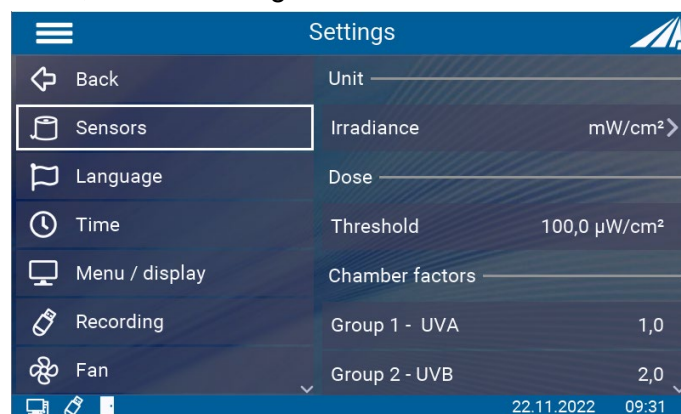 Settings
Back
Sensors
Language
Time
Menu / display
Recording
Fan
Unit
Irradiance mW/cm²
Dose
Threshold 100,0 µW/cm²
Chamber factors
Group 1 - UVA 1,0
Group 2 - UVB 2,0
22.11.2022 09:31